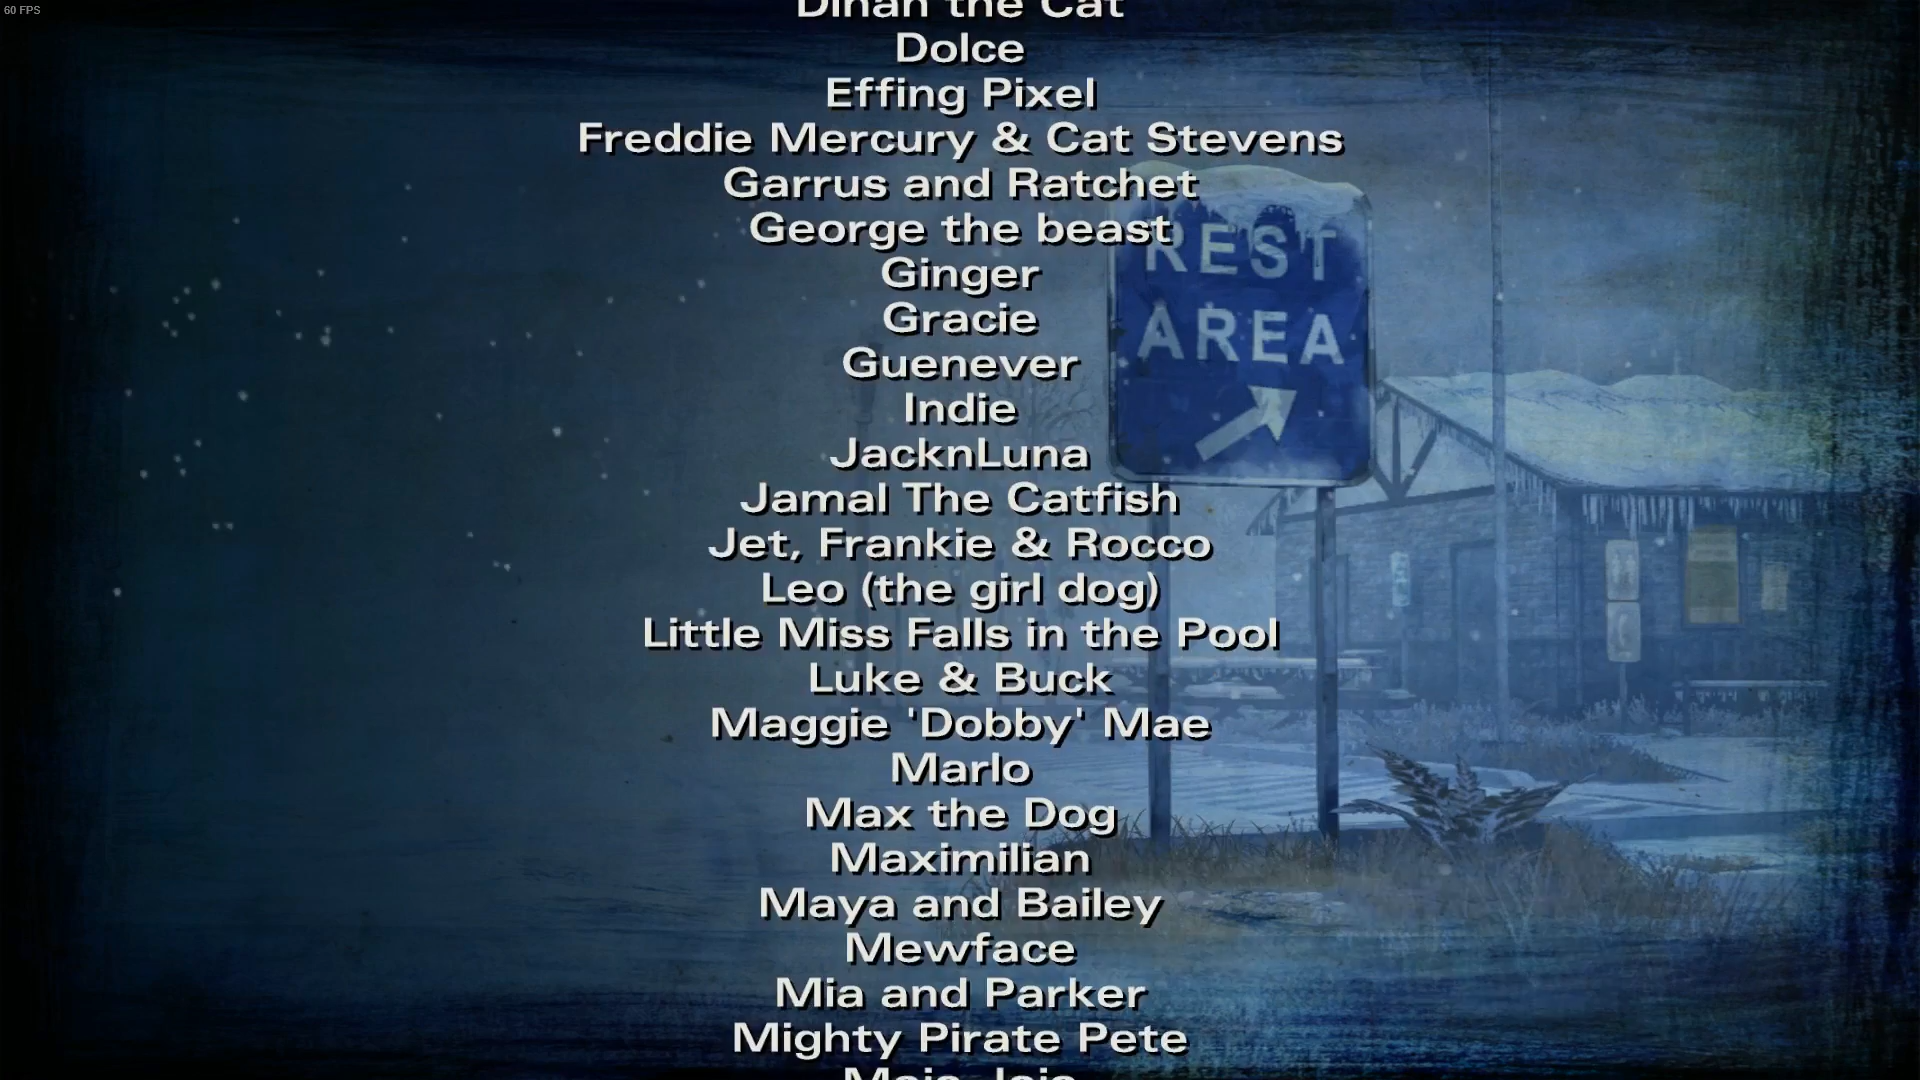 60 FPS
Dinah the Cat
Dolce
Effing Pixel
Freddie Mercury & Cat Stevens
Garrus and Ratchet
George the beast
Ginger
Gracie
Guenever
Indie
JacknLuna
Jamal The Catfish
Jet, Frankie & Rocco
Leo (the girl dog)
Little Miss Falls in the Pool
Luke & Buck
Maggie 'Dobby' Mae
Marlo
Max the Dog
Maximilian
Maya and Bailey
Mewface
Mia and Parker
Mighty Pirate Pete
REST
AREA